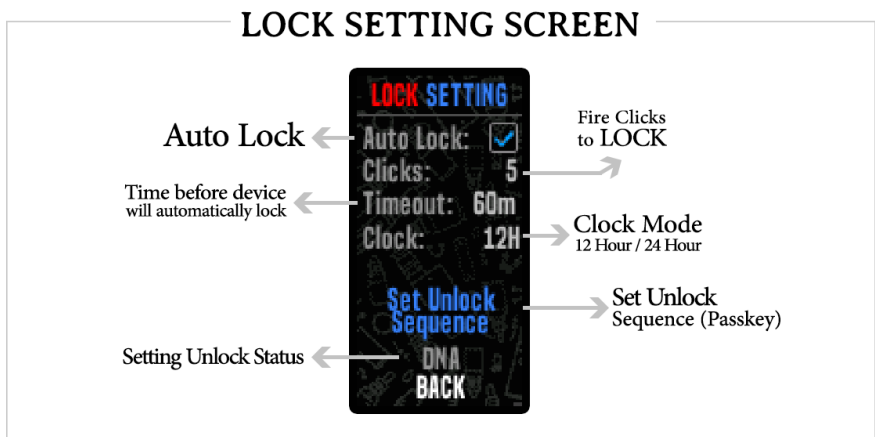 LOCK SETTING SCREEN
LOCK SETTING
Auto Lock
Auto Lock:
Fire Clicks
to LOCK
Clicks:
5
Time before device
will automatically lock
Timeout:
60m
Clock:
12H
Clock Mode
12 Hour / 24 Hour
Set Unlock
Sequence
Set Unlock
Sequence (Passkey)
Setting Unlock Status
DNA
BACK